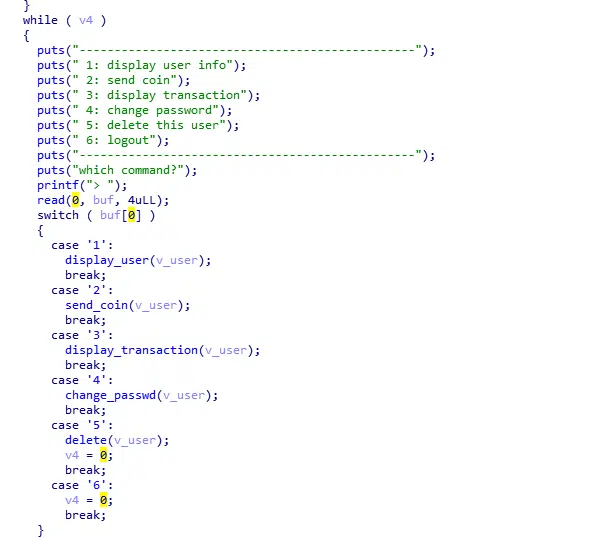 }
while ( v4 )
{
puts("------------------------------------------------");
puts(" 1: display user info");
puts(" 2: send coin");
puts(" 3: display transaction");
puts(" 4: change password");
puts(" 5: delete this user");
puts(" 6: logout");
puts("------------------------------------------------");
puts("which command?");
printf("> ");
read(0, buf, 4uLL);
switch ( buf[0] )
{
case '1':
display_user(v_user);
break;
case '2':
send_coin(v_user);
break;
case '3':
display_transaction(v_user);
break;
case '4':
change_passwd(v_user);
break;
case '5':
delete(v_user);
v4 = 0;
break;
case '6':
v4 = 0;
break;
}